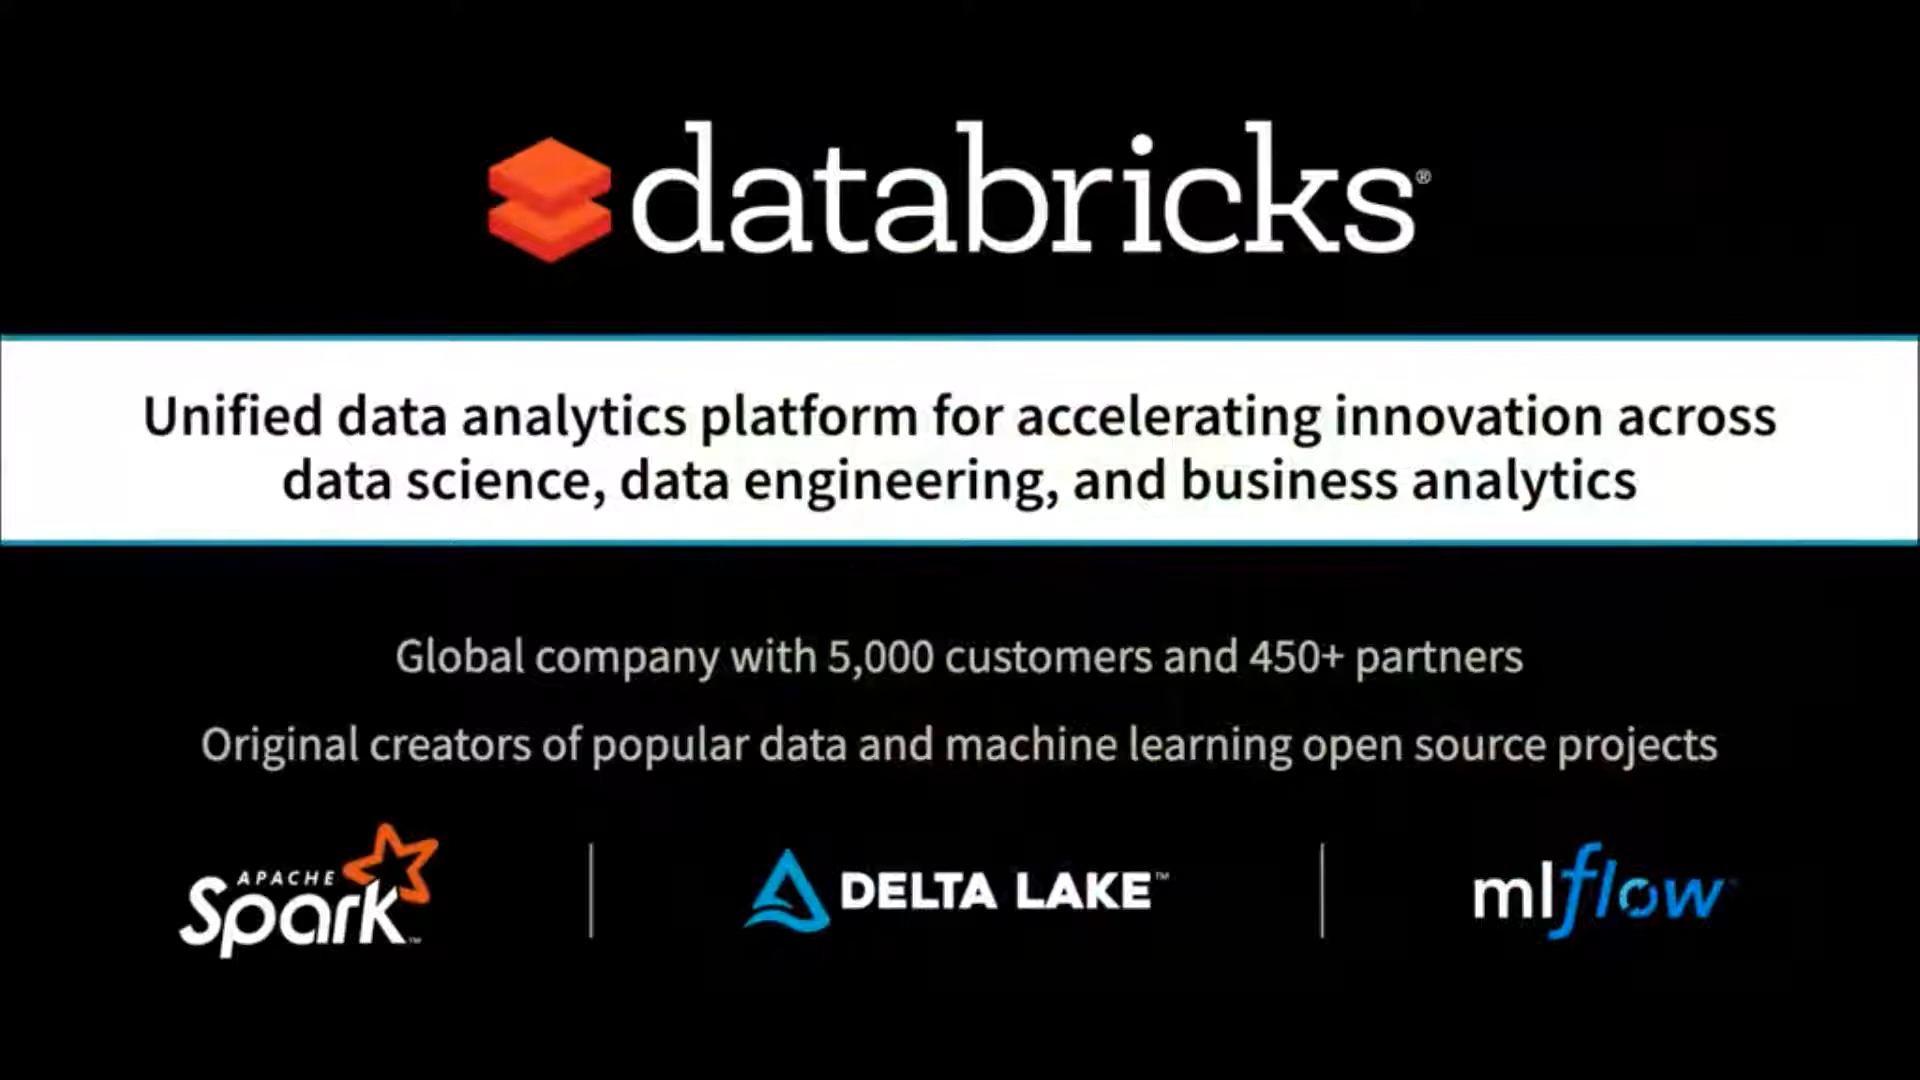 databricks®
Unified data analytics platform for accelerating innovation across
data science, data engineering, and business analytics
Global company with 5,000 customers and 450+ partners
Original creators of popular data and machine learning open source projects
APACHE
Spark™
DELTA LAKE™
mlflow